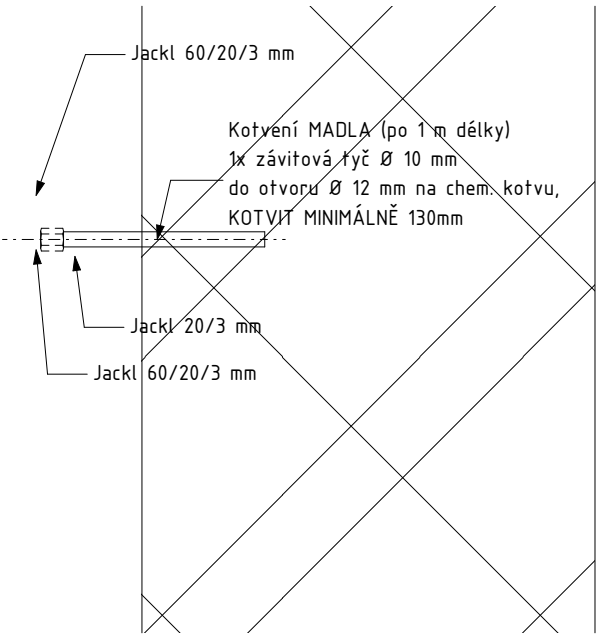 Jackl 60/20/3 mm
Kotvení MADLA (po 1 m délky)
1x závitová tyč Ø 10 mm
do otvoru Ø 12 mm na chem. kotvu,
KOTVIT MINIMÁLNĚ 130mm
Jackl 20/3 mm
Jackl 60/20/3 mm